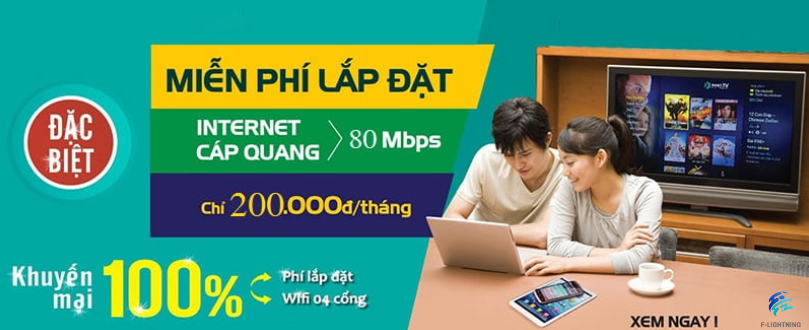 ĐẶC
BIỆT
MIỄN PHÍ LẮP ĐẶT
INTERNET
CÁP QUANG
80 Mbps
Chỉ 200.000đ/tháng
Khuyến
mại
100%
Phí lắp đặt
Wifi 04 cổng
XEM NGAY !
F-LIGHTNING